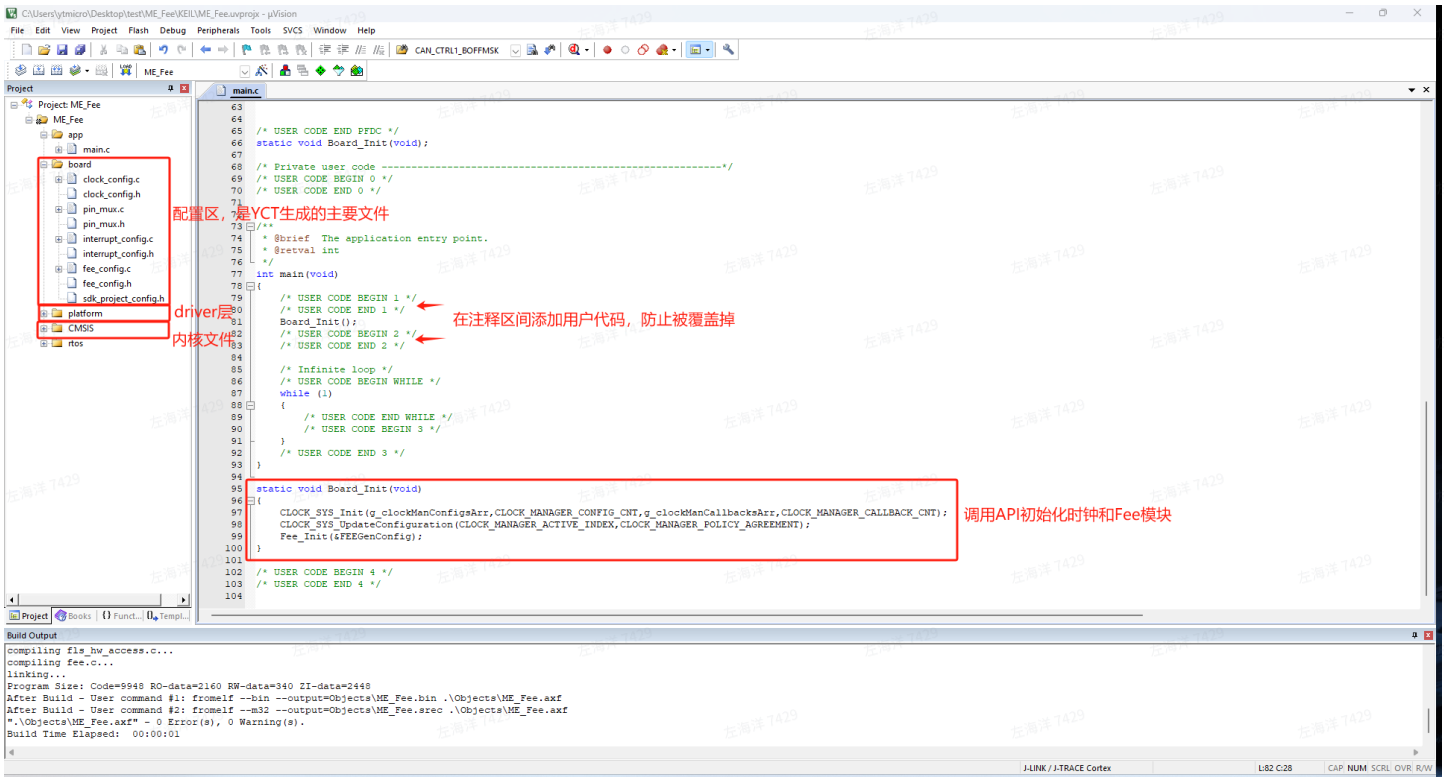 C:\Users\ytmicro\Desktop\test\ME_Fee\KEIL\ME_Fee.uvprojx - µVision
File Edit View Project Flash Debug Peripherals Tools SVCS Window Help
CAN_CTRL1_BOFFMSK
LOAD ME_Fee
Project
main.c
Project: ME_Fee
ME_Fee
app
main.c
board
clock_config.c
clock_config.h
pin_mux.c
pin_mux.h
interrupt_config.c
interrupt_config.h
fee_config.c
fee_config.h
sdk_project_config.h
platform
CMSIS
rtos
配置区，是YCT生成的主要文件
driver层
内核文件
63
64
65 /* USER CODE END PFDC */
66 static void Board_Init(void);
67
68 /* Private user code ---------------------------------------------------------*/
69 /* USER CODE BEGIN 0 */
70 /* USER CODE END 0 */
71
73 /**
74 * @brief The application entry point.
75 * @retval int
76 */
77 int main(void)
78 {
79 /* USER CODE BEGIN 1 */
80 /* USER CODE END 1 */
81 Board_Init();
82 /* USER CODE BEGIN 2 */
83 /* USER CODE END 2 */
84
85 /* Infinite loop */
86 /* USER CODE BEGIN WHILE */
87 while (1)
88 {
89 /* USER CODE END WHILE */
90 /* USER CODE BEGIN 3 */
91 }
92 /* USER CODE END 3 */
93 }
94
95 static void Board_Init(void)
96 {
97 CLOCK_SYS_Init(g_clockManConfigsArr,CLOCK_MANAGER_CONFIG_CNT,g_clockManCallbacksArr,CLOCK_MANAGER_CALLBACK_CNT);
98 CLOCK_SYS_UpdateConfiguration(CLOCK_MANAGER_ACTIVE_INDEX,CLOCK_MANAGER_POLICY_AGREEMENT);
99 Fee_Init(&FEEGenConfig);
100 }
101
102 /* USER CODE BEGIN 4 */
103 /* USER CODE END 4 */
104
在注释区间添加用户代码，防止被覆盖掉
调用API初始化时钟和Fee模块
Project Books {} Funct... 0 Templ...
Build Output
compiling fls_hw_access.c...
compiling fee.c...
linking...
Program Size: Code=9948 RO-data=2160 RW-data=340 ZI-data=2448
After Build - User command #1: fromelf --bin --output=Objects\ME_Fee.bin .\Objects\ME_Fee.axf
After Build - User command #2: fromelf --m32 --output=Objects\ME_Fee.srec .\Objects\ME_Fee.axf
".\Objects\ME_Fee.axf" - 0 Error(s), 0 Warning(s).
Build Time Elapsed: 00:00:01
J-LINK / J-TRACE Cortex L:82 C:28 CAP NUM SCRL OVR R/W
左海洋 7429